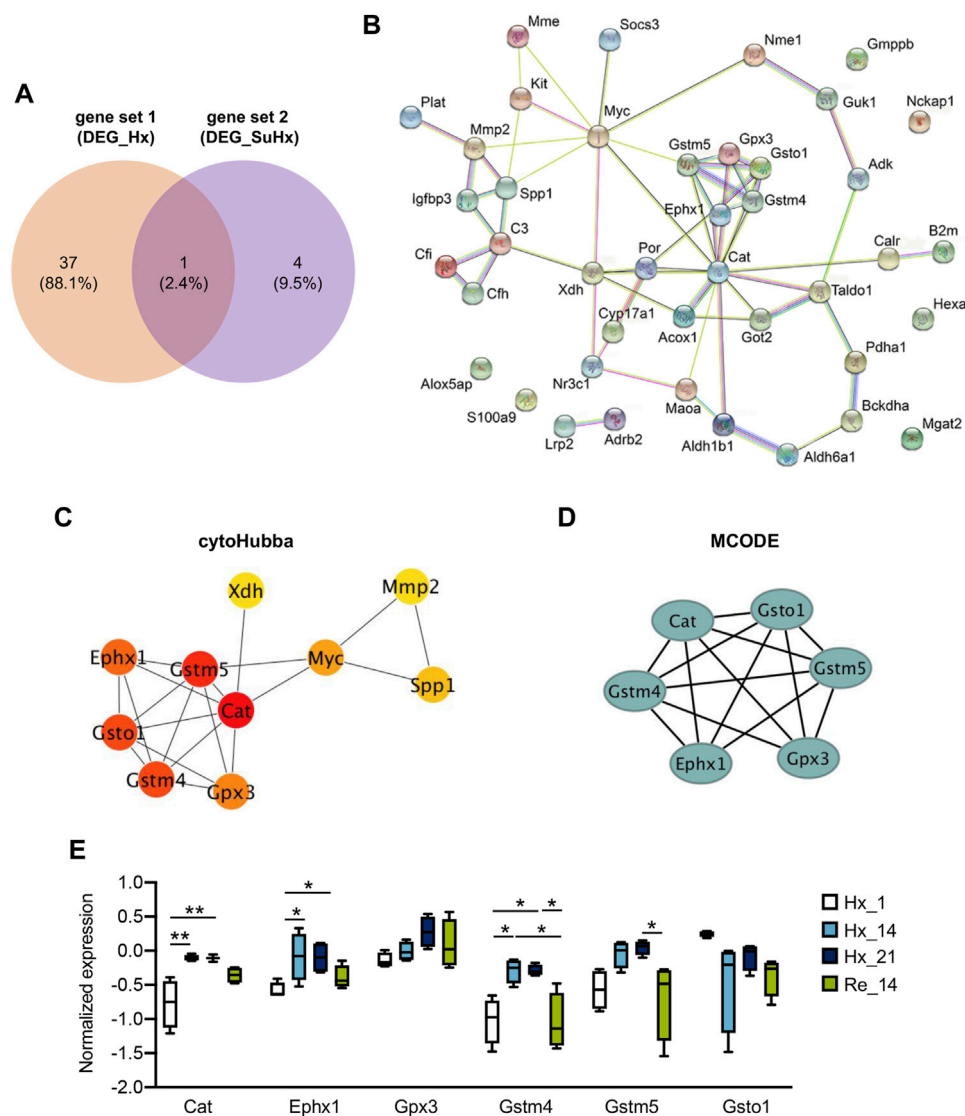 A
gene set 1
(DEG_Hx)
gene set 2
(DEG_SuHx)
37
(88.1%)
1
(2.4%)
4
(9.5%)
B
Mme
Socs3
Nme1
Gmppb
Kit
Myc
Guk1
Nckap1
Plat
Mmp2
Gstm5
Gpx3
Gsto1
Adk
Igfbp3
Spp1
Ephx1
Gstm4
C3
Por
Cat
Calr
B2m
Cfi
Cfh
Xdh
Taldo1
Hexa
Cyp17a1
Acox1
Got2
Pdha1
Alox5ap
Nr3c1
Maoa
Bckdha
S100a9
Mgat2
Lrp2
Adrb2
Aldh1b1
Aldh6a1
C
cytoHubba
Xdh
Mmp2
Ephx1
Gstm5
Myc
Spp1
Cat
Gsto1
Gstm4
Gpx3
D
MCODE
Cat
Gsto1
Gstm5
Gstm4
Ephx1
Gpx3
E
Normalized expression
1.0
0.5
0.0
-0.5
-1.0
-1.5
-2.0
**
**
*
*
*
*
*
*
*
Cat
Ephx1
Gpx3
Gstm4
Gstm5
Gsto1
Hx_1
Hx_14
Hx_21
Re_14